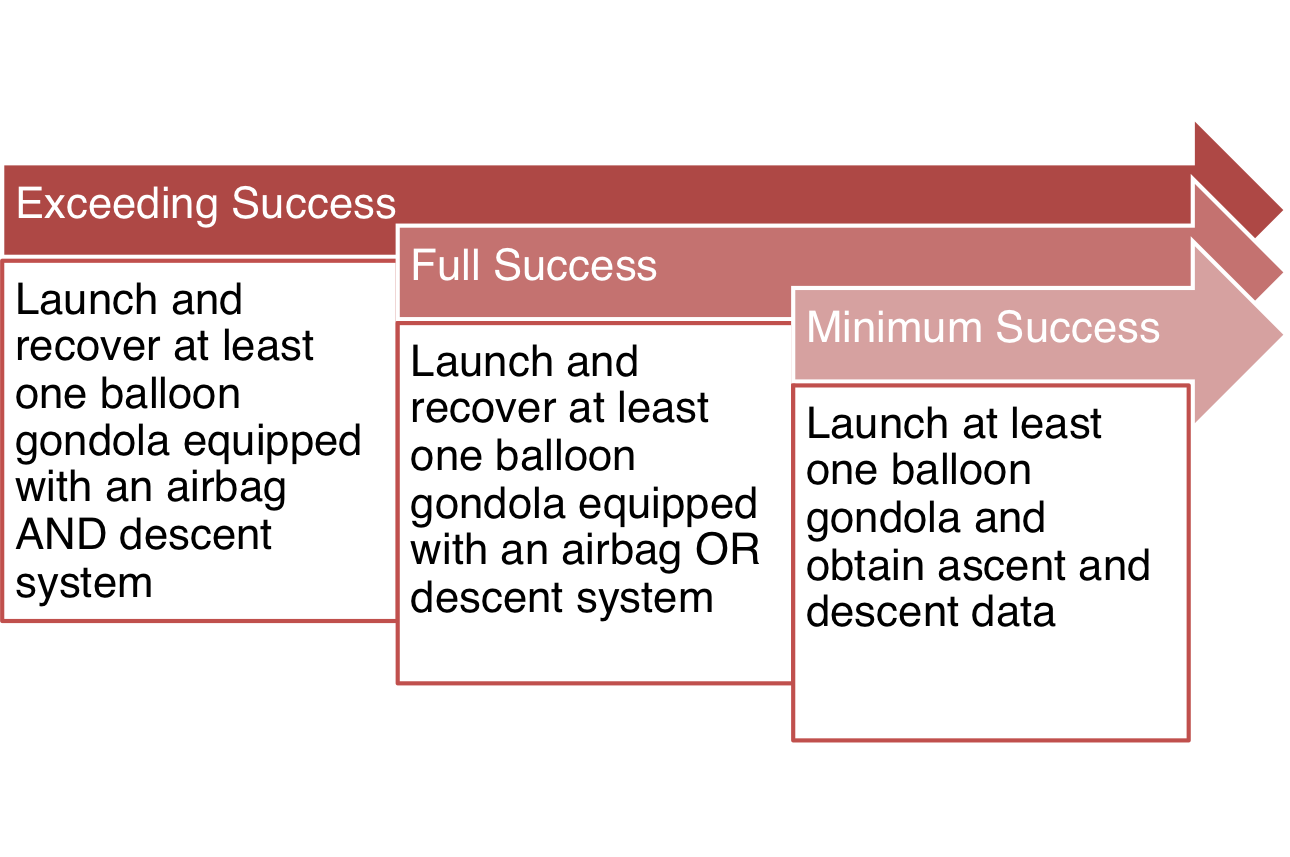 Exceeding Success
Launch and
recover at least
one balloon
gondola equipped
with an airbag
AND descent
system
Full Success
Launch and
recover at least
one balloon
gondola equipped
with an airbag OR
descent system
Minimum Success
Launch at least
one balloon
gondola and
obtain ascent and
descent data